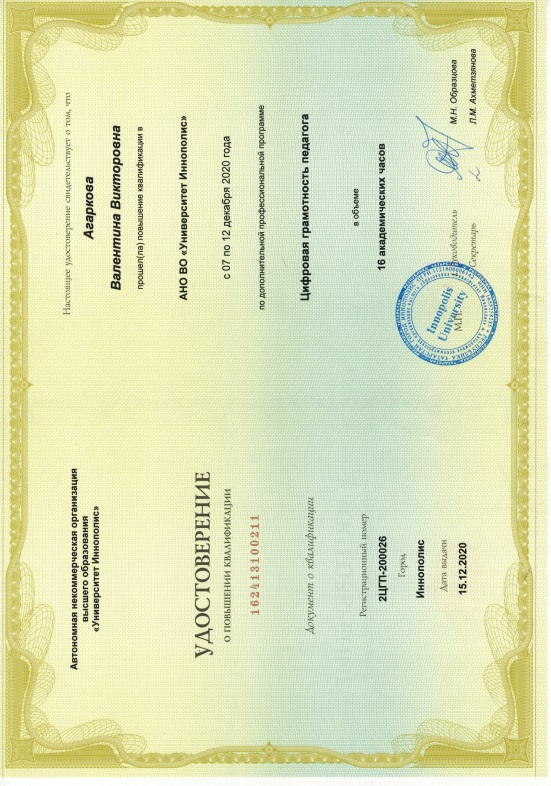 Автономная некоммерческая организация
высшего образования
«Университет Иннополис»
УДОСТОВЕРЕНИЕ
О ПОВЫШЕНИИ КВАЛИФИКАЦИИ
162413100211
Документ о квалификации
Регистрационный номер
2ЦГП-200026
Город
Иннополис
Дата выдачи
15.12.2020
Настоящее удостоверение свидетельствует о том, что
Агаркова
Валентина Викторовна
прошел(ла) повышение квалификации в
АНО ВО «Университет Иннополис»
с 07 по 12 декабря 2020 года
по дополнительной профессиональной программе
Цифровая грамотность педагога
в объеме
16 академических часов
Руководитель
М.Н. Образцова
Секретарь
Л.М. Ахметзянова
М.П.
Innopolis
University